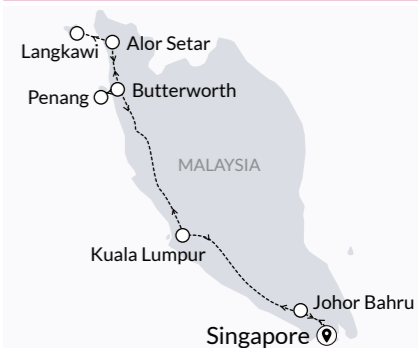 Langkawi
Alor Setar
Butterworth
Penang
MALAYSIA
Kuala Lumpur
Johor Bahru
Singapore